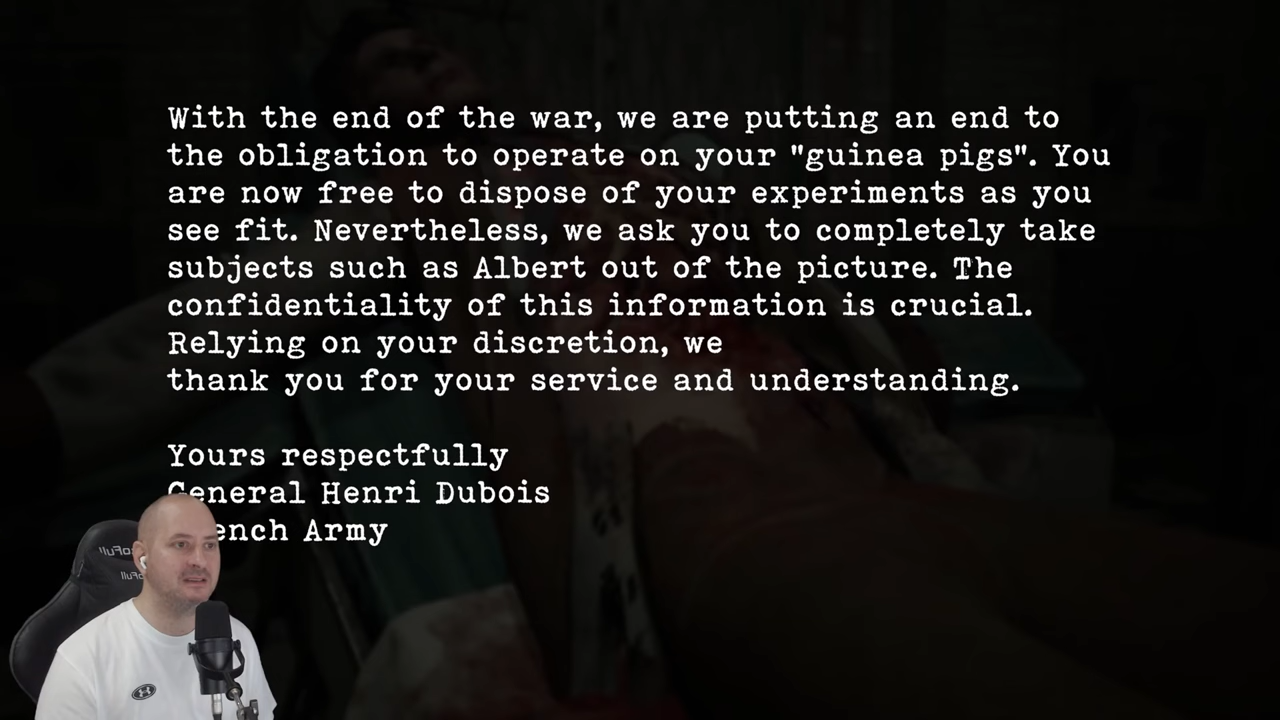 With the end of the war, we are putting an end to
the obligation to operate on your "guinea pigs". You
are now free to dispose of your experiments as you
see fit. Nevertheless, we ask you to completely take
subjects such as Albert out of the picture. The
confidentiality of this information is crucial.
Relying on your discretion, we
thank you for your service and understanding.
Yours respectfully
General Henri Dubois
ench Army